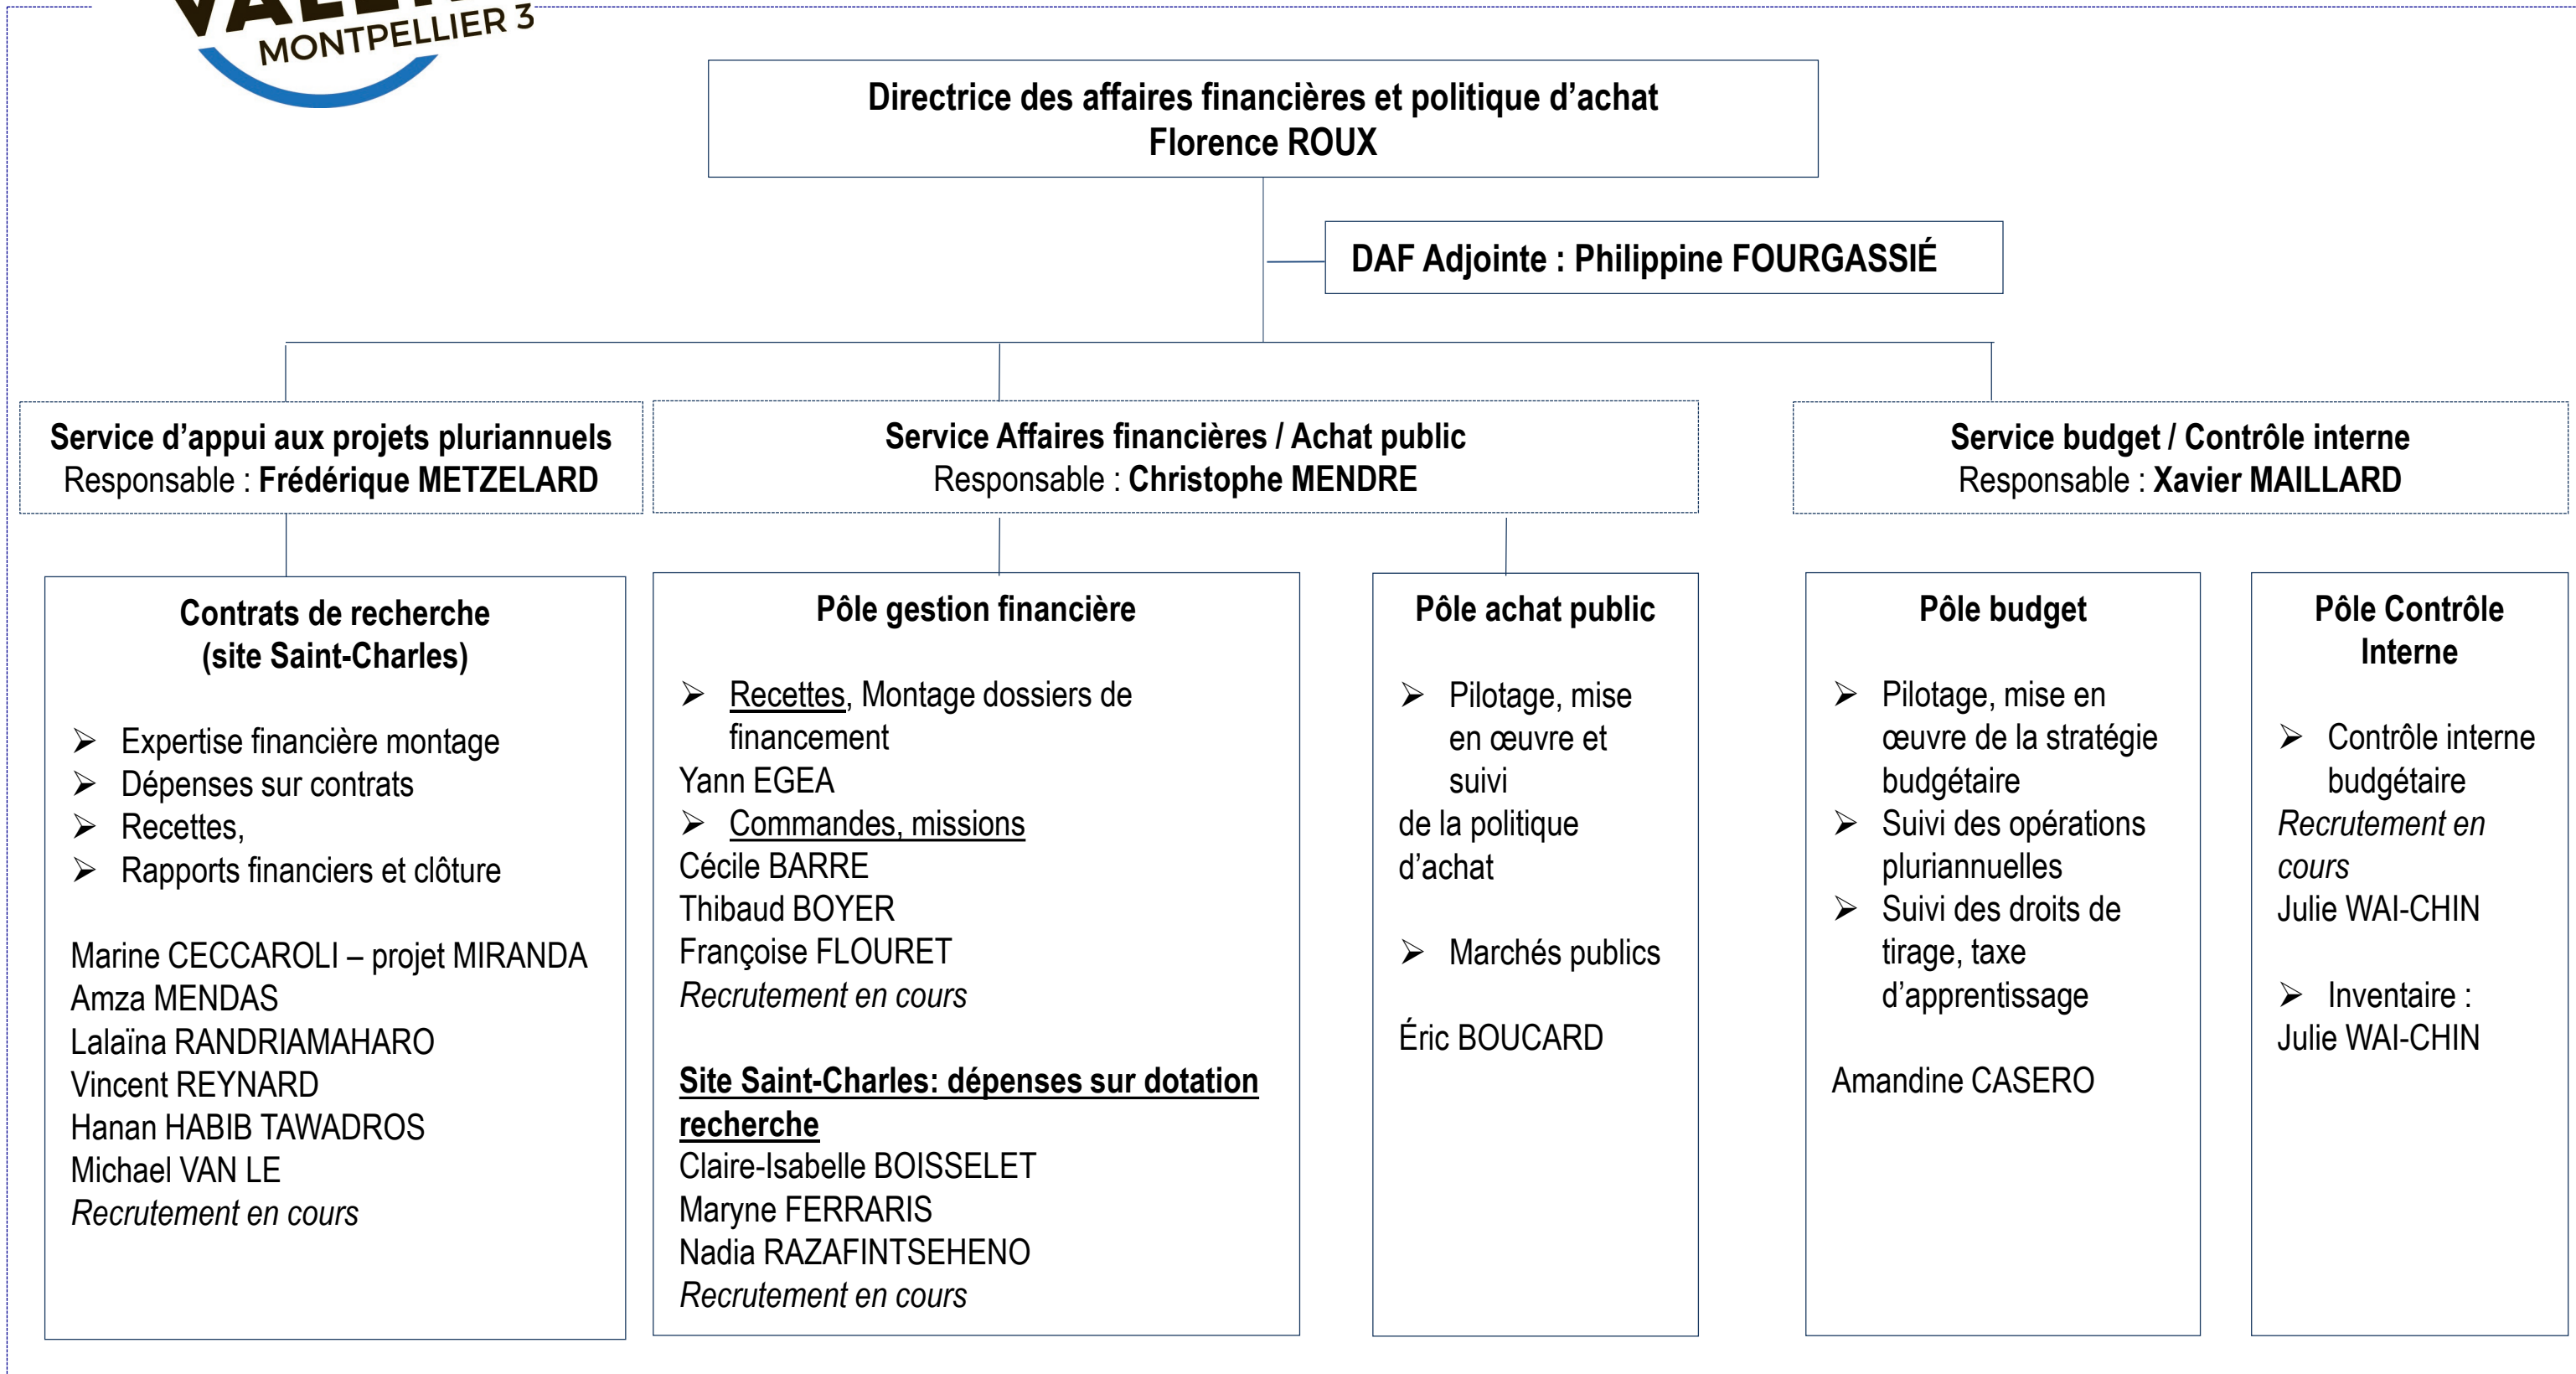 MONTPELLIER 3
Directrice des affaires financières et politique d’achat
Florence ROUX
DAF Adjointe : Philippine FOURGASSIÉ
Service d’appui aux projets pluriannuels
Responsable : Frédérique METZELARD
Service Affaires financières / Achat public
Responsable : Christophe MENDRE
Service budget / Contrôle interne
Responsable : Xavier MAILLARD
Contrats de recherche
(site Saint-Charles)
➢ Expertise financière montage
➢ Dépenses sur contrats
➢ Recettes,
➢ Rapports financiers et clôture
Marine CECCAROLI – projet MIRANDA
Amza MENDAS
Lalaïna RANDRIAMAHARO
Vincent REYNARD
Hanan HABIB TAWADROS
Michael VAN LE
Recrutement en cours
Pôle gestion financière
➢ Recettes, Montage dossiers de
financement
Yann EGEA
➢ Commandes, missions
Cécile BARRE
Thibaud BOYER
Françoise FLOURET
Recrutement en cours
Site Saint-Charles: dépenses sur dotation
recherche
Claire-Isabelle BOISSELET
Maryne FERRARIS
Nadia RAZAFINTSEHENO
Recrutement en cours
Pôle achat public
➢ Pilotage, mise
en œuvre et
suivi
de la politique
d’achat
➢ Marchés publics
Éric BOUCARD
Pôle budget
➢ Pilotage, mise en
œuvre de la stratégie
budgétaire
➢ Suivi des opérations
pluriannuelles
➢ Suivi des droits de
tirage, taxe
d’apprentissage
Amandine CASERO
Pôle Contrôle
Interne
➢ Contrôle interne
budgétaire
Recrutement en
cours
Julie WAI-CHIN
➢ Inventaire :
Julie WAI-CHIN